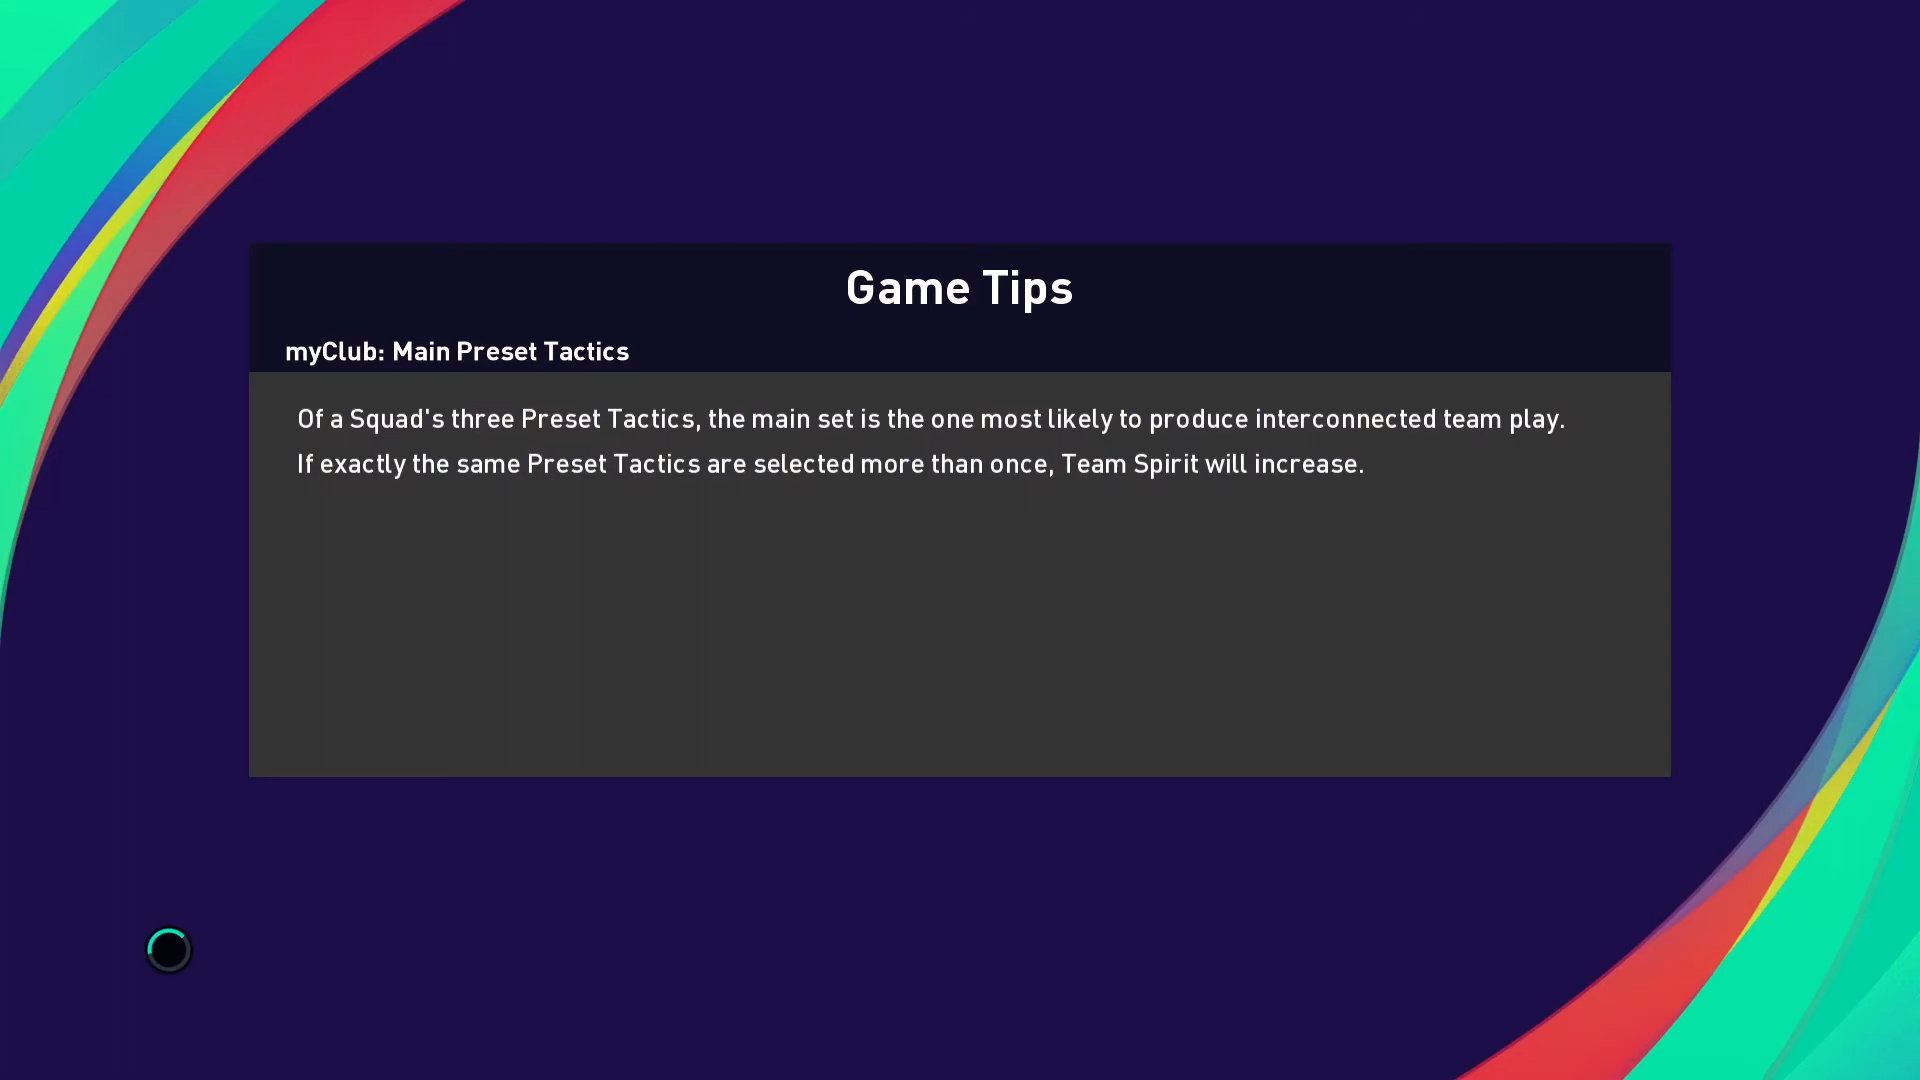 Game Tips
myClub: Main Preset Tactics
Of a Squad's three Preset Tactics, the main set is the one most likely to produce interconnected team play.
If exactly the same Preset Tactics are selected more than once, Team Spirit will increase.